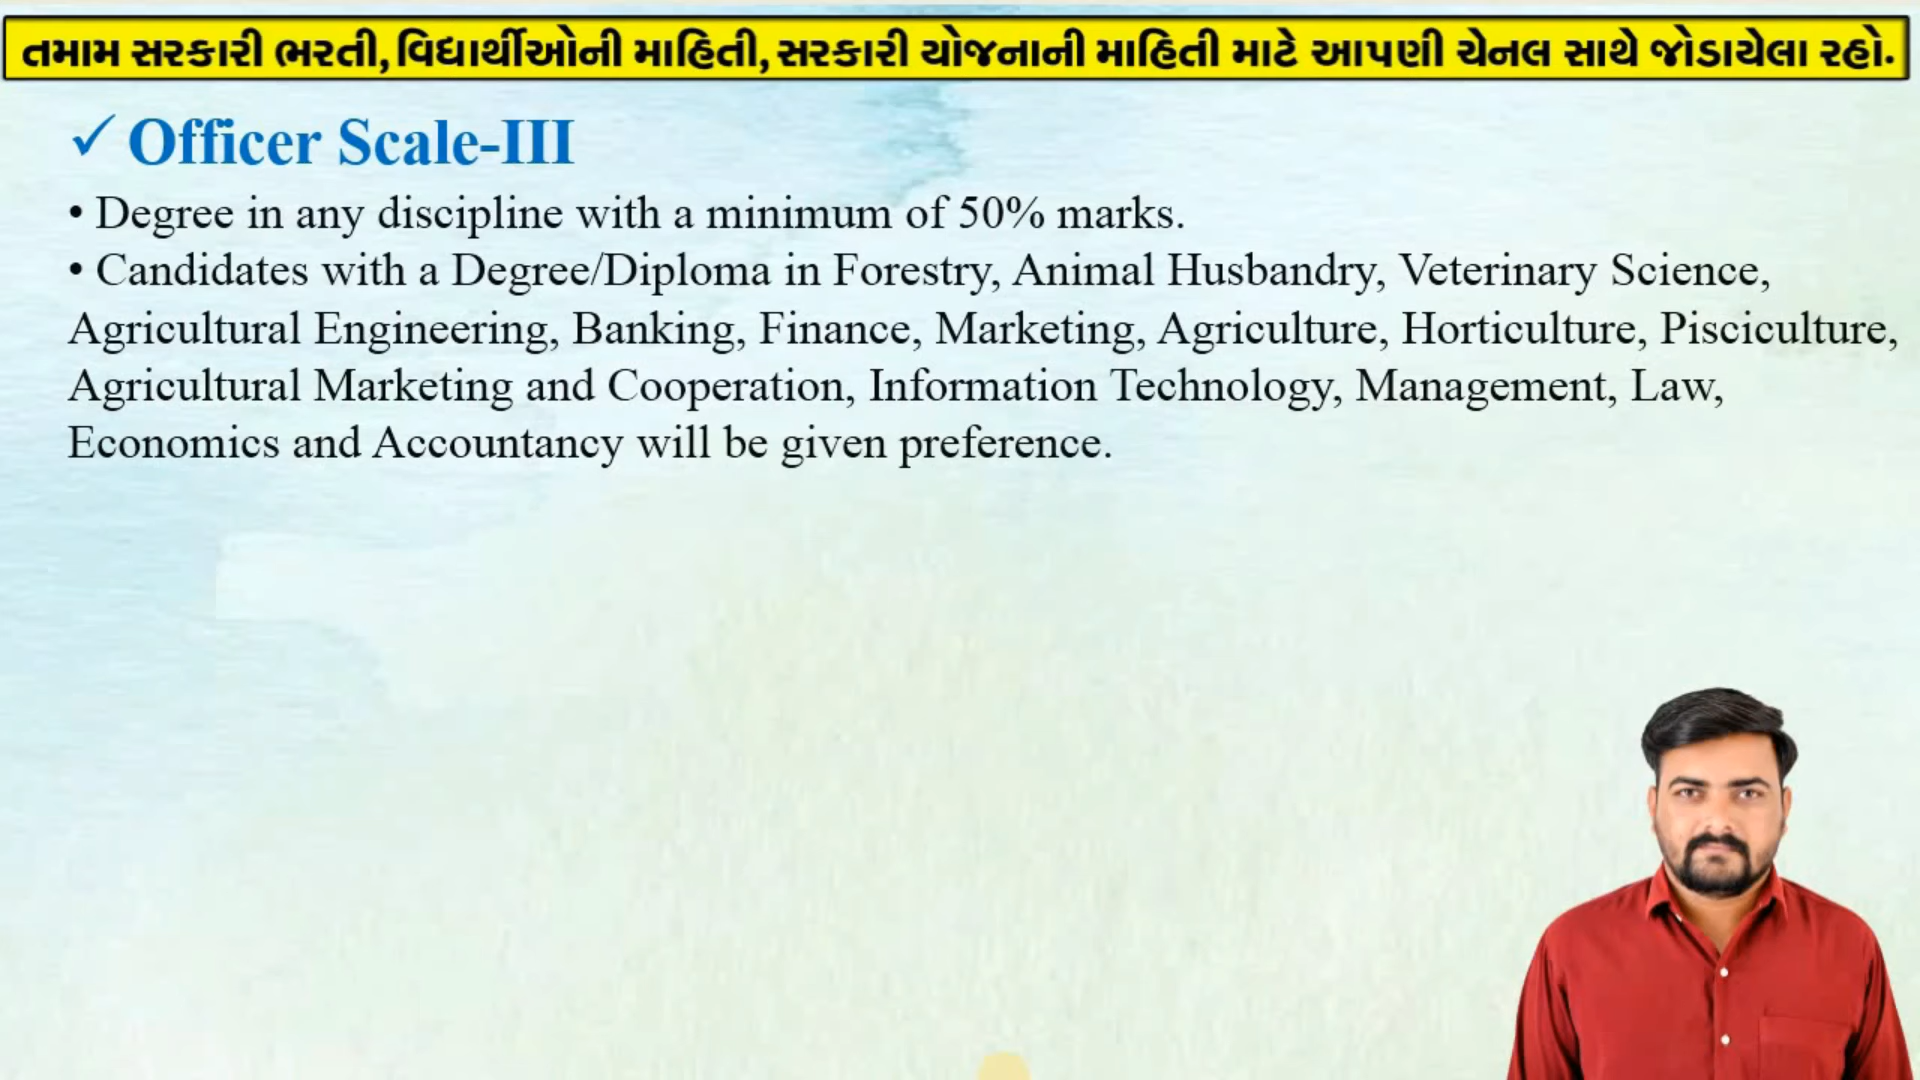 તમામ સરકારી ભરતી, વિદ્યાર્થીઓની માહિતી, સરકારી યોજનાની માહિતી માટે આપણી ચેનલ સાથે જોડાયેલા રહો.
✓ Officer Scale-III
• Degree in any discipline with a minimum of 50% marks.
• Candidates with a Degree/Diploma in Forestry, Animal Husbandry, Veterinary Science,
Agricultural Engineering, Banking, Finance, Marketing, Agriculture, Horticulture, Pisciculture,
Agricultural Marketing and Cooperation, Information Technology, Management, Law,
Economics and Accountancy will be given preference.